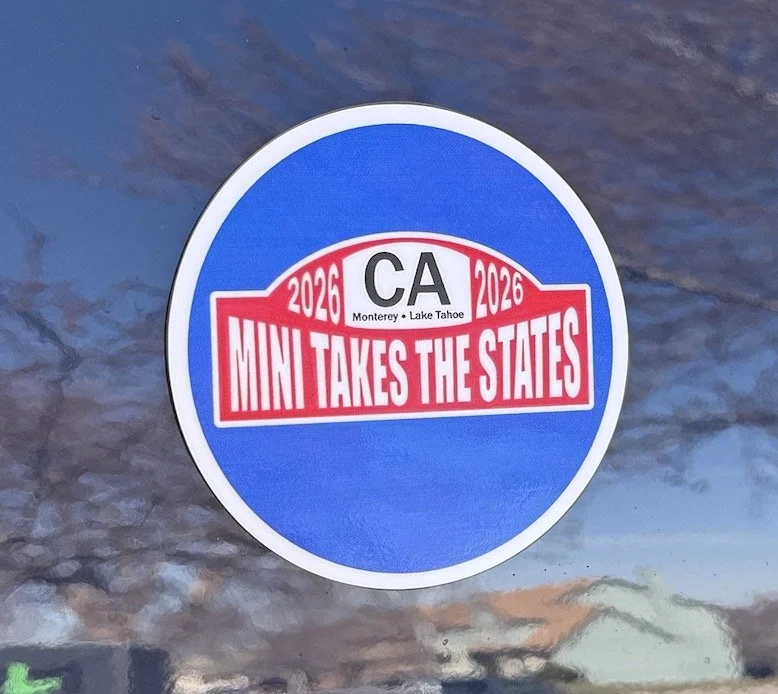 2026 CA 2026
Monterey • Lake Tahoe
MINI TAKES THE STATES